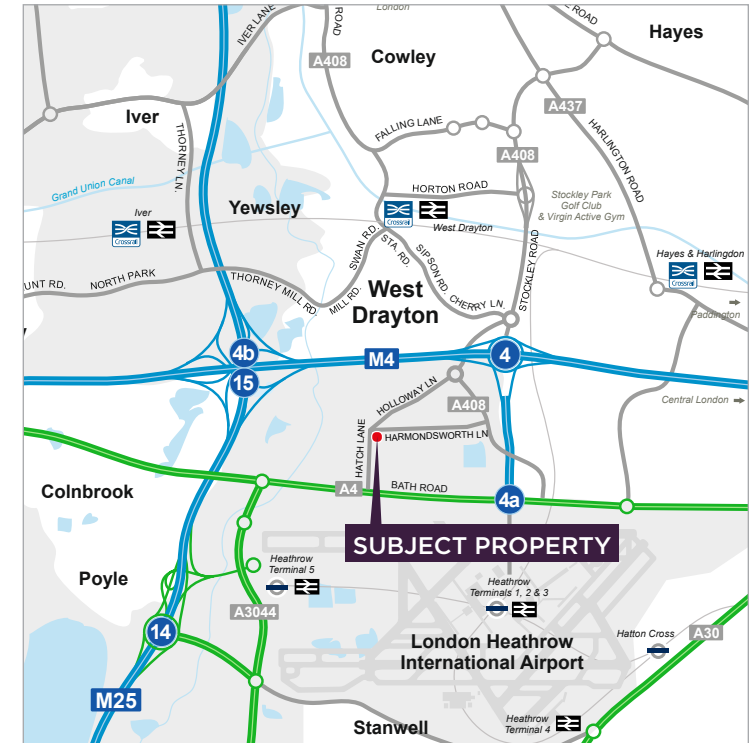 London
Hayes
IVER LANE
ROAD
E ROAD
A408
Cowley
A437
Iver
THORNEY LN.
FALLING LANE
A408
HARLINGTON ROAD
Grand Union Canal
HORTON ROAD
Stockley Park
Golf Club
& Virgin Active Gym
Yewsley
Iver
Crossrail
Crossrail
West Drayton
SWAN RD.
STA. RD.
SIPSON RD.
STOCKLEY ROAD
Hayes & Harlingdon
Crossrail
UNT RD.
NORTH PARK
THORNEY MILL RD.
MILL RD.
West
Drayton
CHERRY LN.
Paddington
4b
15
M4
4
HOLLOWAY LN
A408
Central London
HATCH LANE
HARMONDSWORTH LN
Colnbrook
A4
BATH ROAD
4a
SUBJECT PROPERTY
Poyle
Heathrow
Terminal 5
Heathrow
Terminals 1, 2 & 3
A3044
14
London Heathrow
International Airport
Hatton Cross
A30
M25
Stanwell
Heathrow
Terminal 4